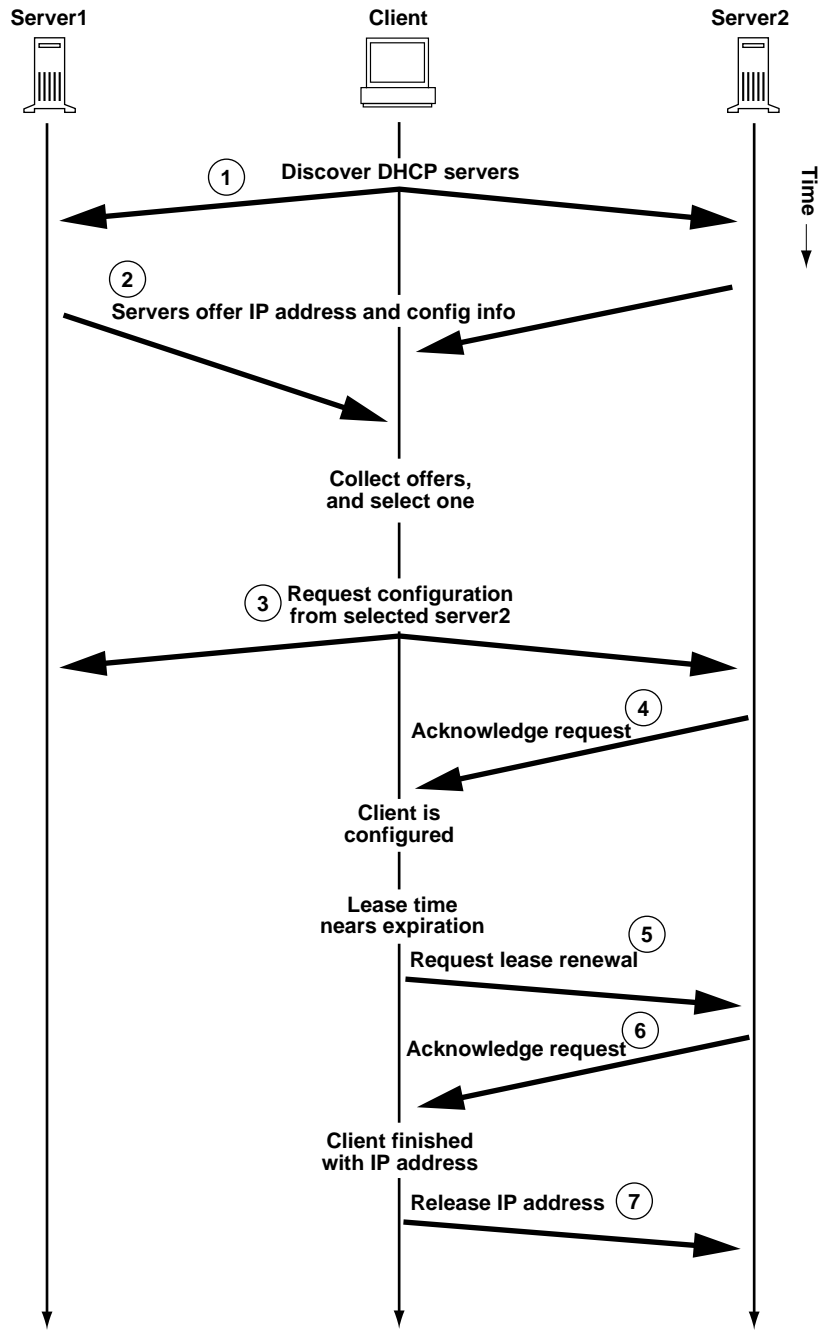 Server1
Client
Server2
Time
1
Discover DHCP servers
2
Servers offer IP address and config info
Collect offers,
and select one
3
Request configuration
from selected server2
4
Acknowledge request
Client is
configured
Lease time
nears expiration
5
Request lease renewal
6
Acknowledge request
Client finished
with IP address
Release IP address
7